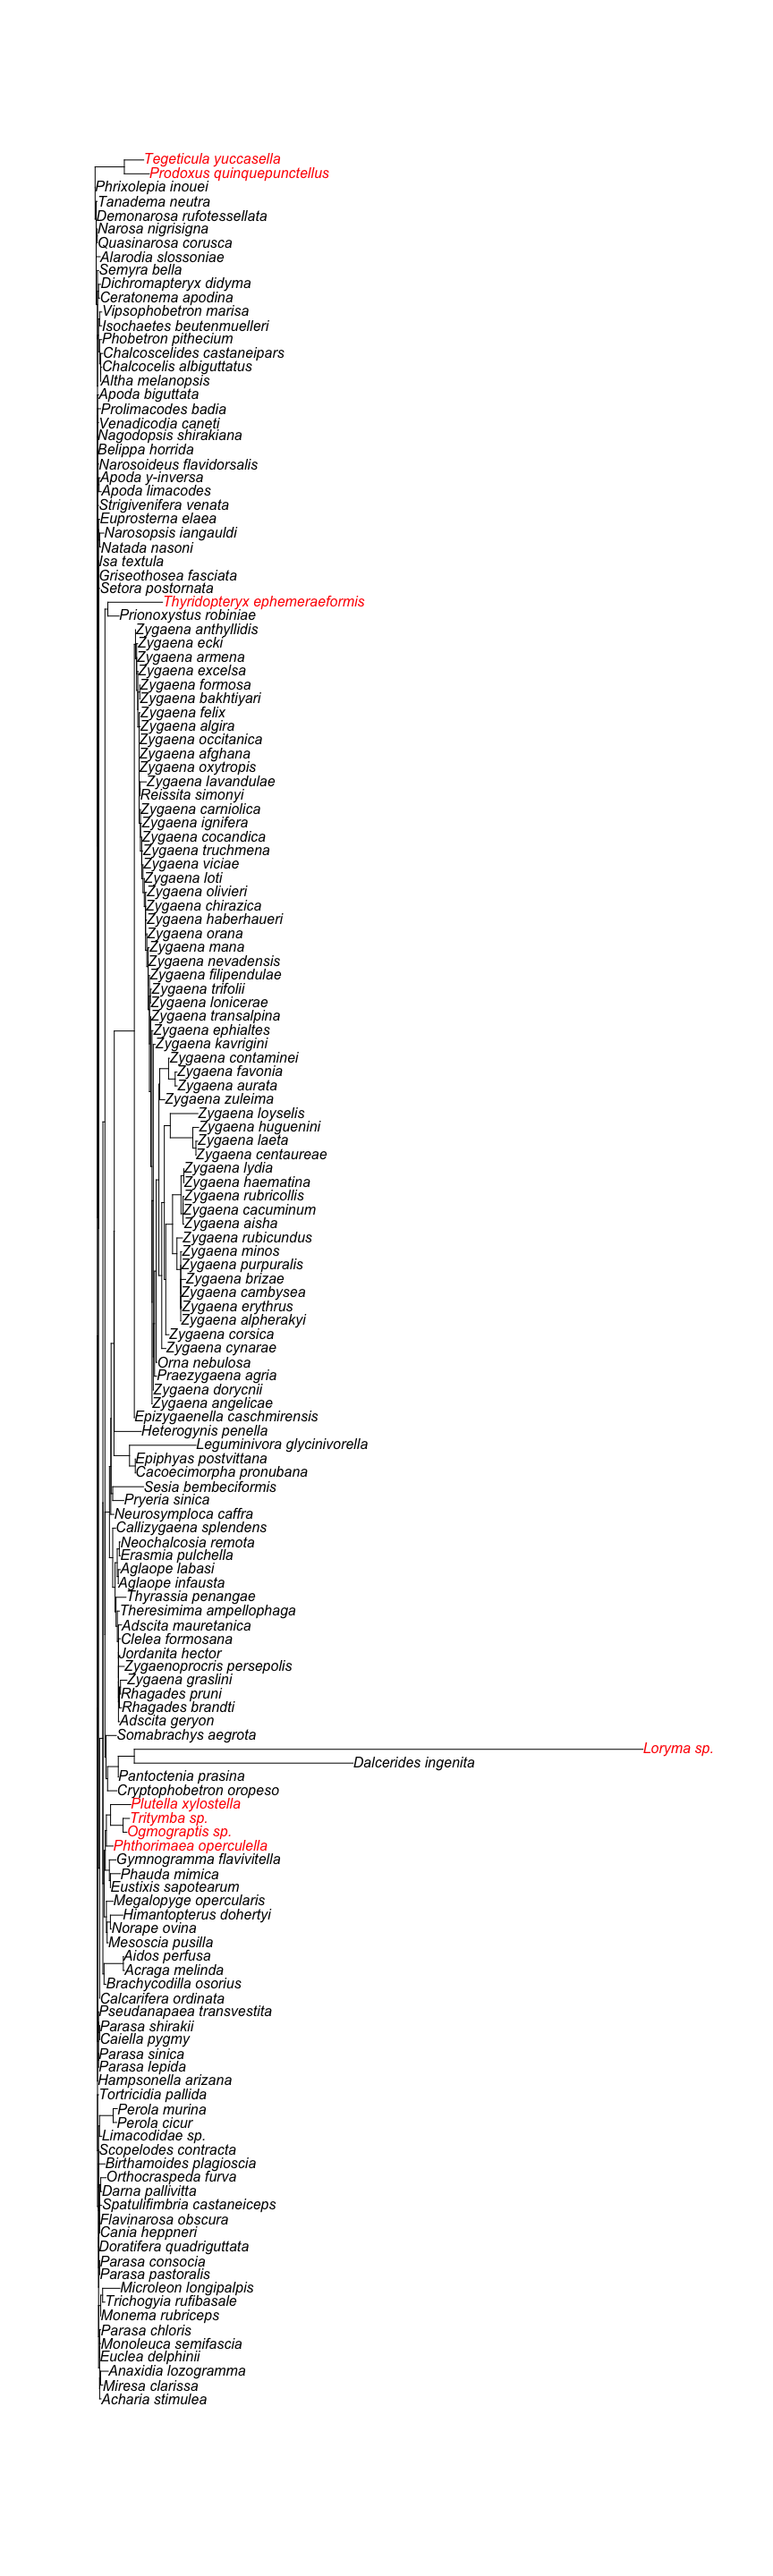 Tegeticula yuccasella
Prodoxus quinquepunctellus
Phrixolepia inouei
Tanadema neutra
Demonarosa rufotessellata
Narosa nigrisigna
Quasinarosa corusca
Alarodia slossoniae
Semyra bella
Dichromapteryx didyma
Ceratonema apodina
Vipsophobetron marisa
Isochaetes beutenmuelleri
Phobetron pithecium
Chalcoscelides castaneipars
Chalcocelis albiguttatus
Altha melanopsis
Apoda biguttata
Prolimacodes badia
Venadicodia caneti
Nagodopsis shirakiana
Belippa horrida
Narosoideus flavidorsalis
Apoda y-inversa
Apoda limacodes
Strigivenifera venata
Euprosterna elaea
Narosopsis iangauldi
Natada nasoni
Isa textula
Griseothosea fasciata
Setora postornata
Thyridopteryx ephemeraeformis
Prionoxystus robiniae
Zygaena anthyllidis
Zygaena ecki
Zygaena armena
Zygaena excelsa
Zygaena formosa
Zygaena bakhtiyari
Zygaena felix
Zygaena algira
Zygaena occitanica
Zygaena afghana
Zygaena oxytropis
Zygaena lavandulae
Reissita simonyi
Zygaena carniolica
Zygaena ignifera
Zygaena cocandica
Zygaena truchmena
Zygaena viciae
Zygaena loti
Zygaena olivieri
Zygaena chirazica
Zygaena haberhaueri
Zygaena orana
Zygaena mana
Zygaena nevadensis
Zygaena filipendulae
Zygaena trifolii
Zygaena lonicerae
Zygaena transalpina
Zygaena ephialtes
Zygaena kavrigini
Zygaena contaminei
Zygaena favonia
Zygaena aurata
Zygaena zuleima
Zygaena loyselis
Zygaena huguenini
Zygaena laeta
Zygaena centaureae
Zygaena lydia
Zygaena haematina
Zygaena rubricollis
Zygaena cacuminum
Zygaena aisha
Zygaena rubicundus
Zygaena minos
Zygaena purpuralis
Zygaena brizae
Zygaena cambysea
Zygaena erythrus
Zygaena alpherakyi
Zygaena corsica
Zygaena cynarae
Orna nebulosa
Praezygaena agria
Zygaena dorycnii
Zygaena angelicae
Epizygaenella caschmirensis
Heterogynis penella
Leguminivora glycinivorella
Epiphyas postvittana
Cacoecimorpha pronubana
Sesia bembeciformis
Pryeria sinica
Neurosymploca caffra
Callizygaena splendens
Neochalcosia remota
Erasmia pulchella
Aglaope labasi
Aglaope infausta
Thyrassia penangae
Theresimima ampellophaga
Adscita mauretanica
Clelea formosana
Jordanita hector
Zygaenoprocris persepolis
Zygaena graslini
Rhagades pruni
Rhagades brandti
Adscita geryon
Somabrachys aegrota
Loryma sp.
Dalcerides ingenita
Pantoctenia prasina
Cryptophobetron oropeso
Plutella xylostella
Tritymba sp.
Ogmograptis sp.
Phthorimaea operculella
Gymnogramma flavivitella
Phauda mimica
Eustixis sapotearum
Megalopyge opercularis
Himantopterus dohertyi
Norape ovina
Mesoscia pusilla
Aidos perfusa
Acraga melinda
Brachycodilla osorius
Calcarifera ordinata
Pseudanapaea transvestita
Parasa shirakii
Caiella pygmy
Parasa sinica
Parasa lepida
Hampsonella arizana
Tortricidia pallida
Perola murina
Perola cicur
Limacodidae sp.
Scopelodes contracta
Birthamoides plagioscia
Orthocraspeda furva
Darna pallivitta
Spatulifimbria castaneiceps
Flavinarosa obscura
Cania heppneri
Doratifera quadriguttata
Parasa consocia
Parasa pastoralis
Microleon longipalpis
Trichogyia rufibasale
Monema rubriceps
Parasa chloris
Monoleuca semifascia
Euclea delphinii
Anaxidia lozogramma
Miresa clarissa
Acharia stimulea